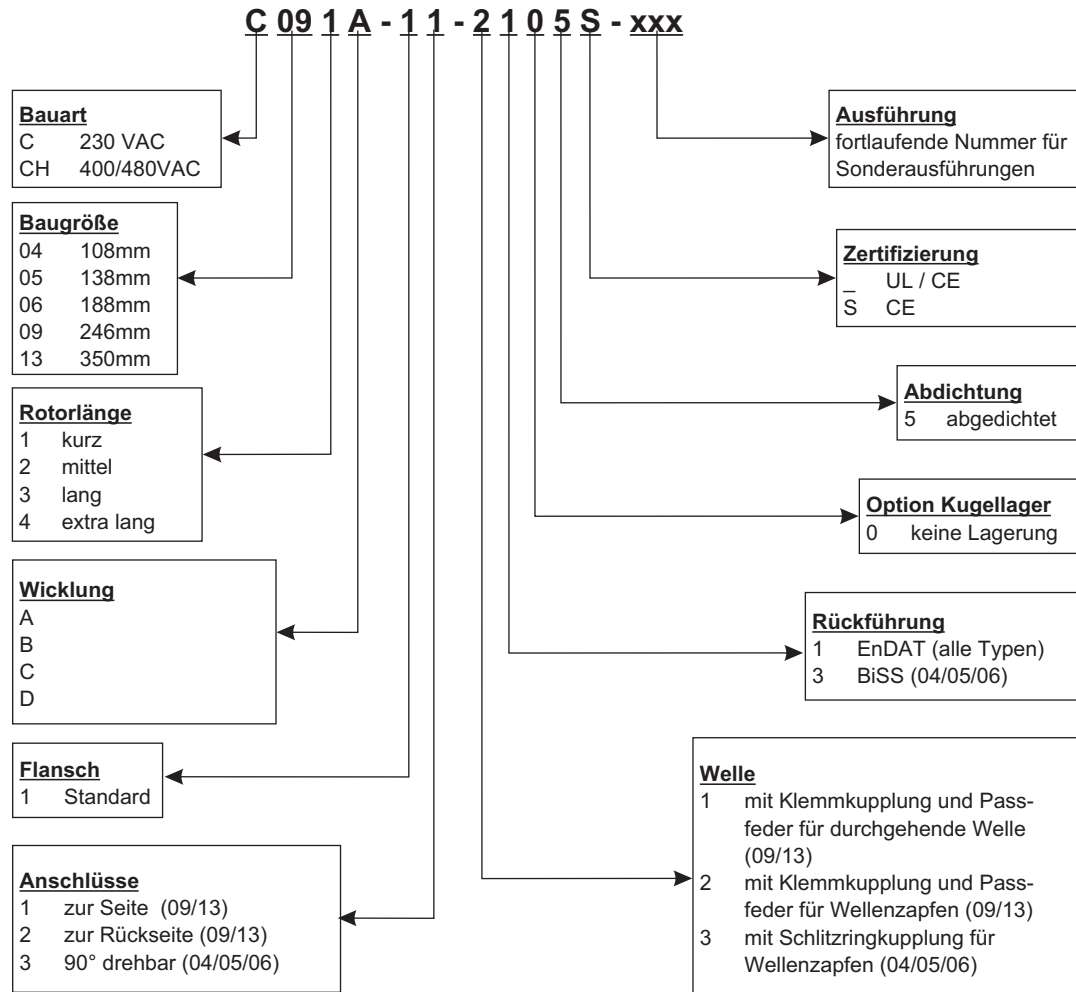 C 09 1 A - 1 1 - 2 1 0 5 S - xxx
Bauart
C 230 VAC
CH 400/480VAC
Baugröße
04 108mm
05 138mm
06 188mm
09 246mm
13 350mm
Rotorlänge
1 kurz
2 mittel
3 lang
4 extra lang
Wicklung
A
B
C
D
Flansch
1 Standard
Anschlüsse
1 zur Seite (09/13)
2 zur Rückseite (09/13)
3 90° drehbar (04/05/06)
Ausführung
fortlaufende Nummer für
Sonderausführungen
Zertifizierung
_ UL / CE
S CE
Abdichtung
5 abgedichtet
Option Kugellager
0 keine Lagerung
Rückführung
1 EnDAT (alle Typen)
3 BiSS (04/05/06)
Welle
1 mit Klemmkupplung und Pass-
feder für durchgehende Welle
(09/13)
2 mit Klemmkupplung und Pass-
feder für Wellenzapfen (09/13)
3 mit Schlitzringkupplung für
Wellenzapfen (04/05/06)